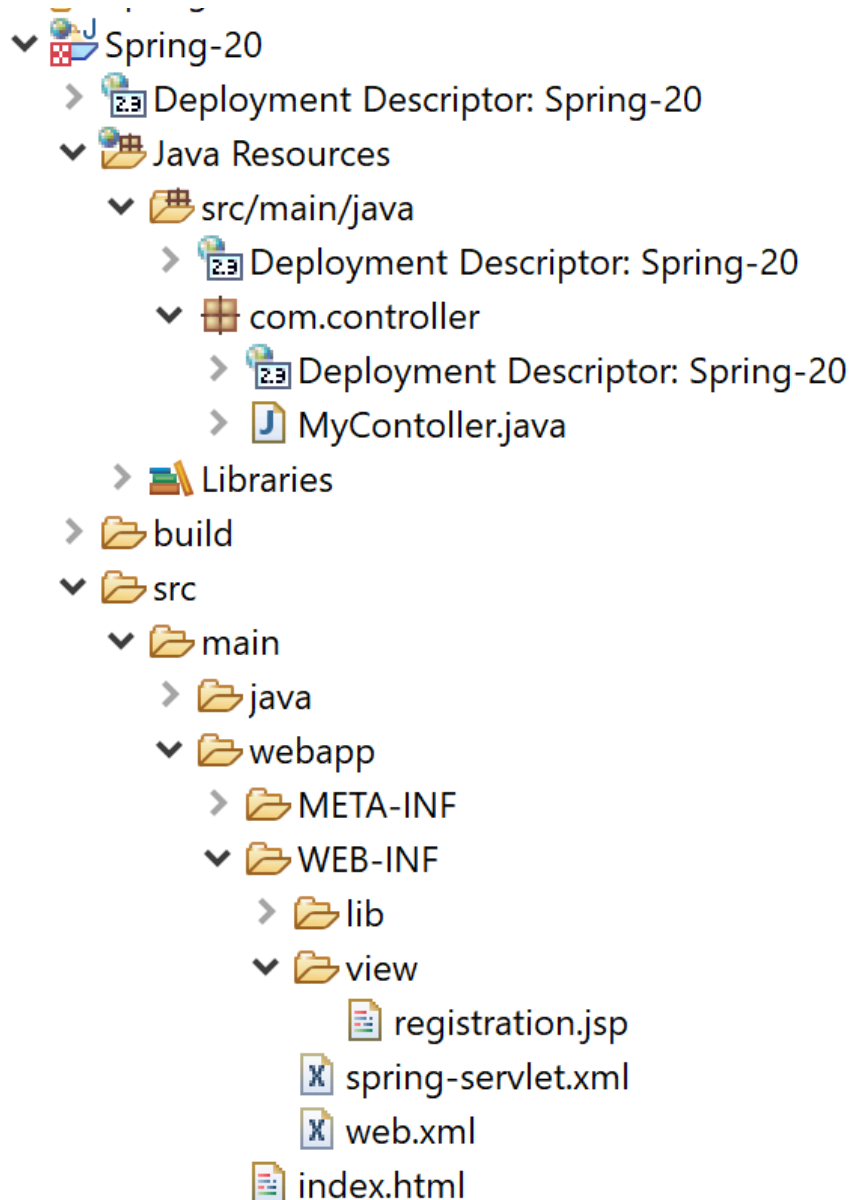 Spring-20
Deployment Descriptor: Spring-20
Java Resources
src/main/java
Deployment Descriptor: Spring-20
com.controller
Deployment Descriptor: Spring-20
MyContoller.java
Libraries
build
src
main
java
webapp
META-INF
WEB-INF
lib
view
registration.jsp
spring-servlet.xml
web.xml
index.html